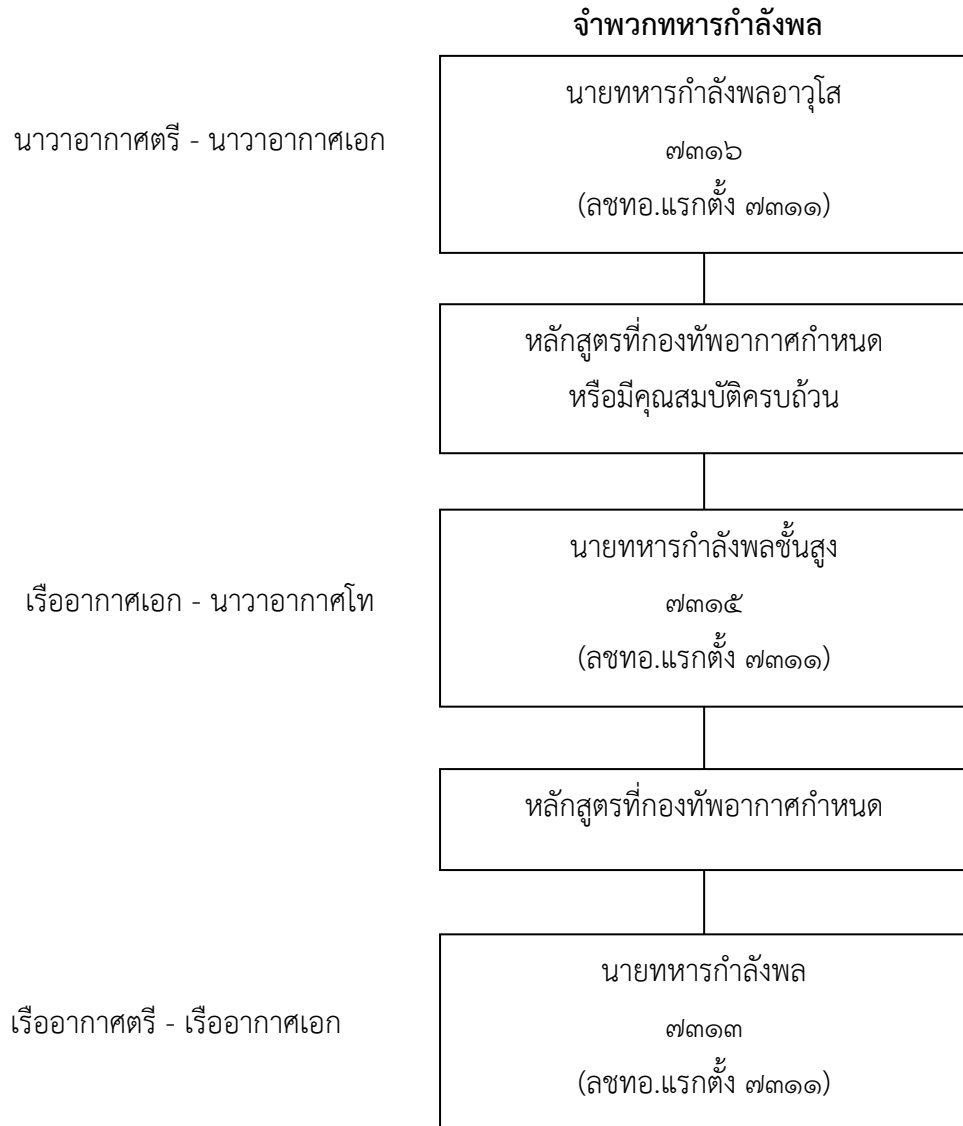 จำพวกทหารกำลังพล
นายทหารกำลังพลอาวุโส
นาวาอากาศตรี - นาวาอากาศเอก
๗๓๑๖
(ลชทอ.แรกตั้ง ๗๓๑๑)
หลักสูตรที่กองทัพอากาศกำหนด
หรือมีคุณสมบัติครบถ้วน
นายทหารกำลังพลชั้นสูง
เรืออากาศเอก - นาวาอากาศโท
๗๓๑๕
(ลชทอ.แรกตั้ง ๗๓๑๑)
หลักสูตรที่กองทัพอากาศกำหนด
นายทหารกำลังพล
เรืออากาศตรี - เรืออากาศเอก
๗๓๑๓
(ลชทอ.แรกตั้ง ๗๓๑๑)